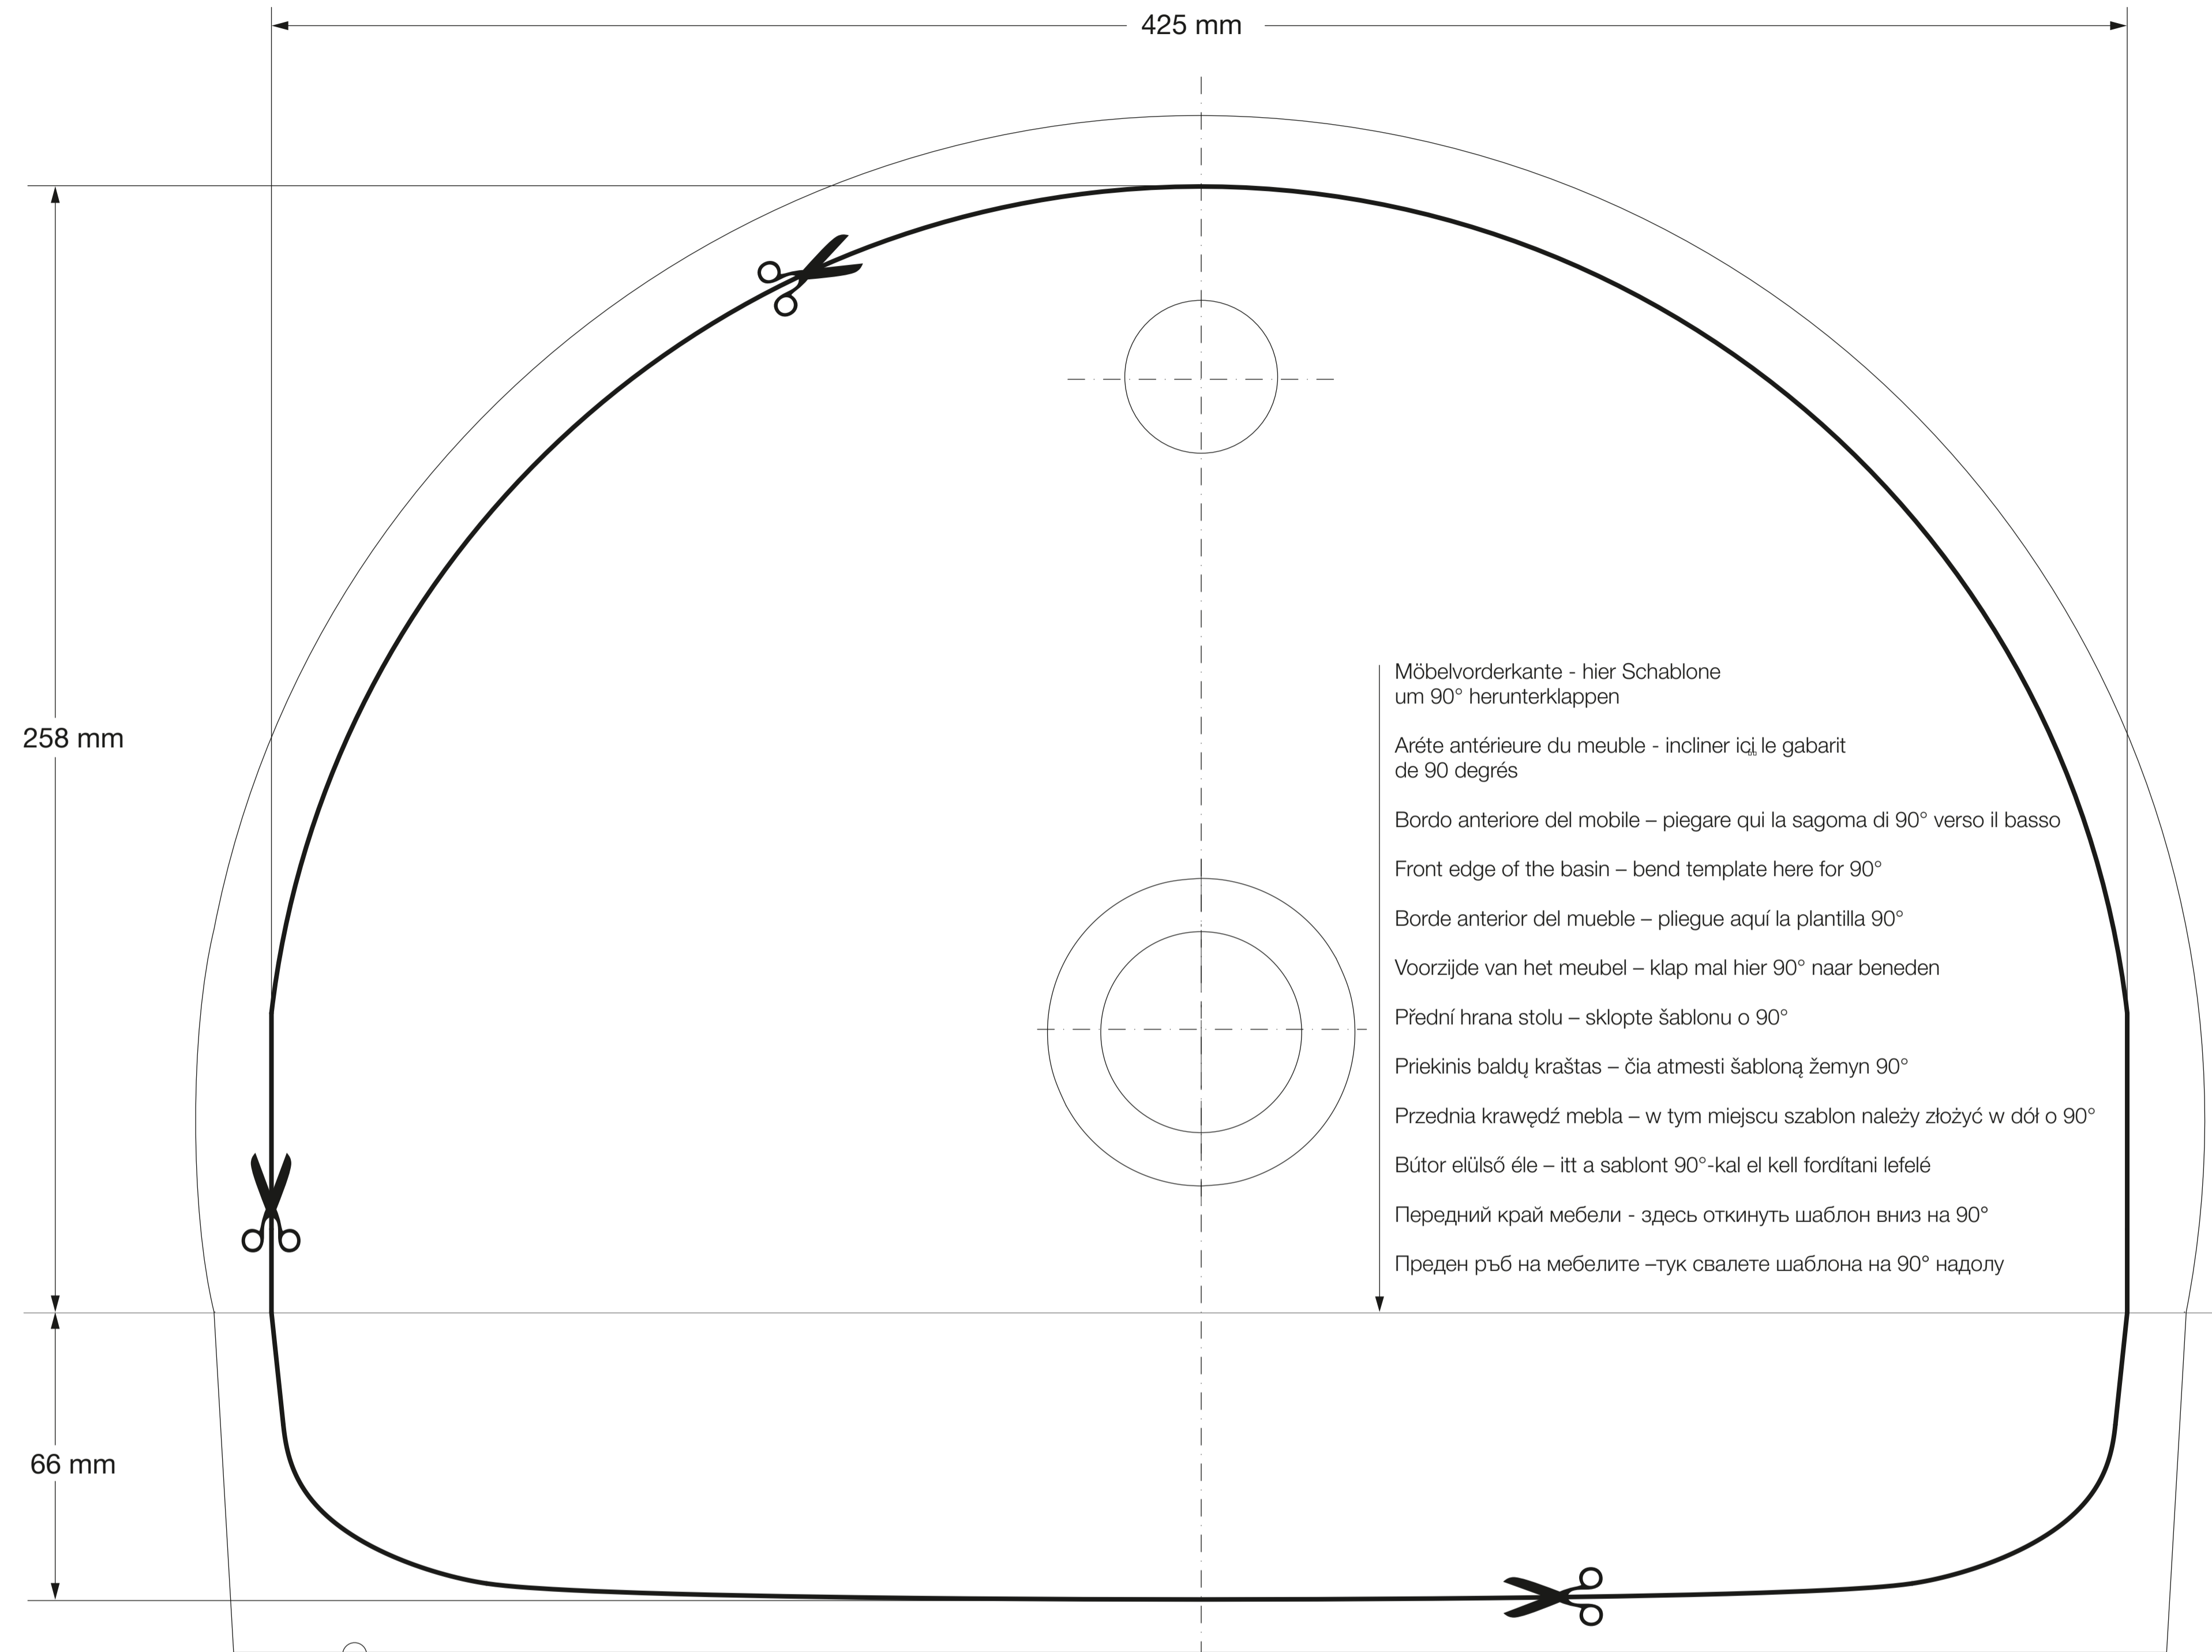 425 mm
258 mm
Möbelvorderkante - hier Schablone
um 90° herunterklappen
Aréte antérieure du meuble - incliner ici le gabarit
de 90 degrés
Bordo anteriore del mobile – piegare qui la sagoma di 90° verso il basso
Front edge of the basin – bend template here for 90°
Borde anterior del mueble – pliegue aquí la plantilla 90°
Voorzijde van het meubel – klap mal hier 90° naar beneden
Přední hrana stolu – sklopte šablonu o 90°
Priekinis baldų kraštas – čia atmesti šabloną žemyn 90°
Przednia krawędź mebla – w tym miejscu szablon należy złożyć w dół o 90°
Bútor elülső éle – itt a sablont 90°-kal el kell fordítani lefelé
Передний край мебели - здесь откинуть шаблон вниз на 90°
Преден ръб на мебелите –тук свалете шаблона на 90° надолу
66 mm